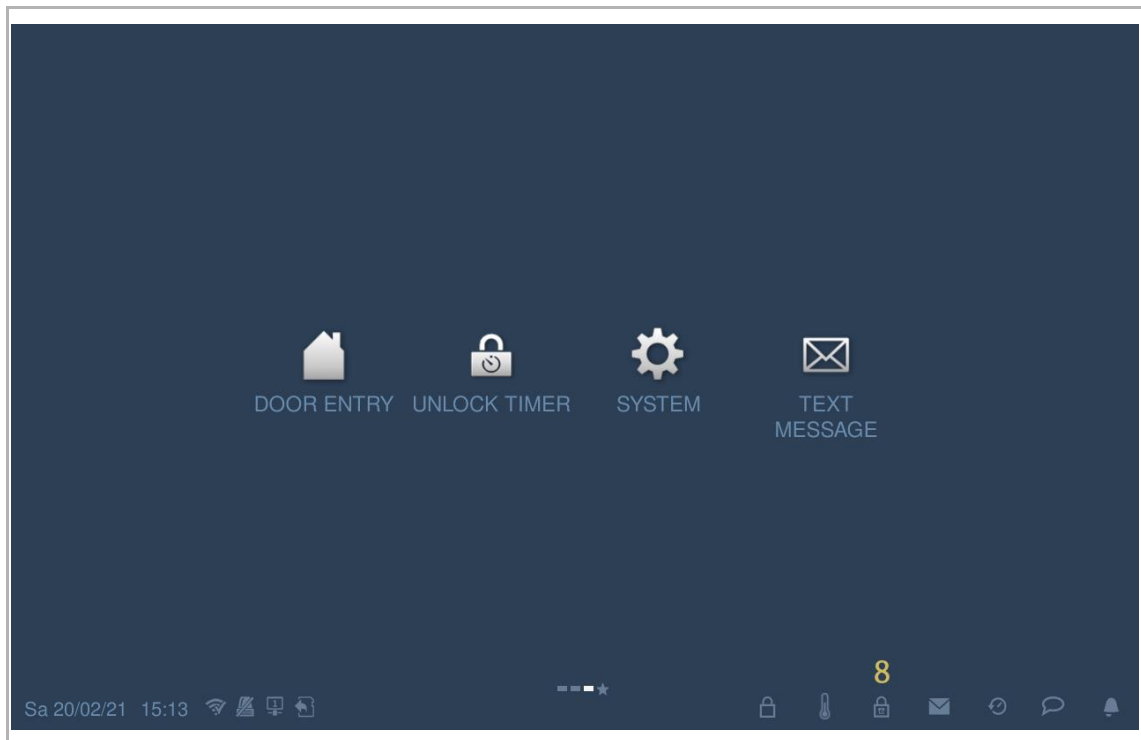 DOOR ENTRY
UNLOCK TIMER
SYSTEM
TEXT
MESSAGE
8
Sa 20/02/21 15:13